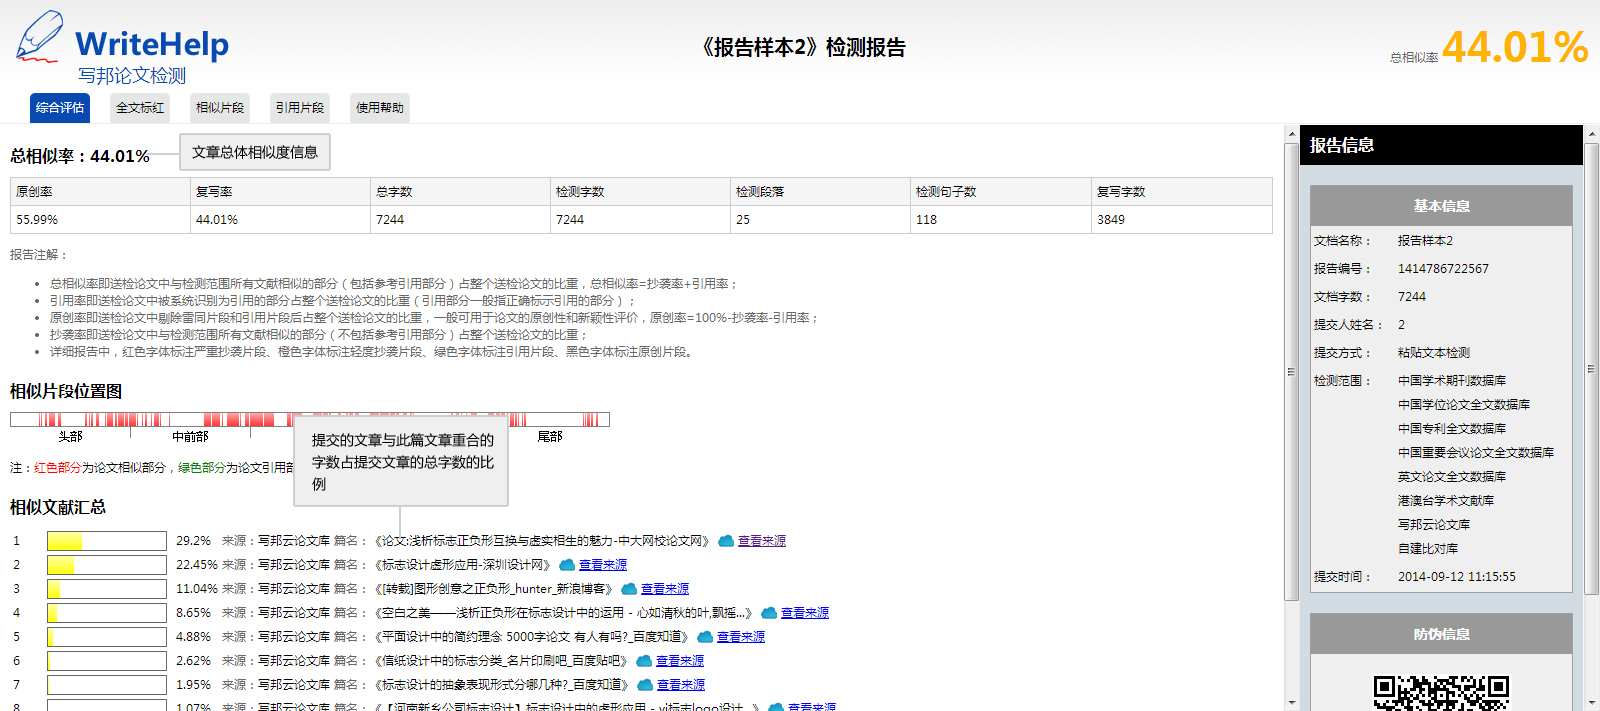 WriteHelp
写邦论文检测
《报告样本2》检测报告
总相似率 44.01%
综合评估 全文标红 相似片段 引用片段 使用帮助
总相似率：44.01%
文章总体相似度信息
原创率 复写率 总字数 检测字数 检测段落 检测句子数 复写字数
55.99% 44.01% 7244 7244 25 118 3849
报告注解：
总相似率即送检论文中与检测范围所有文献相似的部分（包括参考引用部分）占整个送检论文的比重，总相似率=抄袭率+引用率；
引用率即送检论文中被系统识别为引用的部分占整个送检论文的比重（引用部分一般指正确标示引用的部分）；
原创率即送检论文中剔除雷同片段和引用片段后占整个送检论文的比重，一般可用于论文的原创性和新颖性评价，原创率=100%-抄袭率-引用率；
抄袭率即送检论文中与检测范围所有文献相似的部分（不包括参考引用部分）占整个送检论文的比重；
详细报告中，红色字体标注严重抄袭片段、橙色字体标注轻度抄袭片段、绿色字体标注引用片段、黑色字体标注原创片段。
相似片段位置图
头部 中前部 尾部
提交的文章与此篇文章重合的
字数占提交文章的总字数的比
例
注：红色部分为论文相似部分，绿色部分为论文引用
相似文献汇总
1 29.2% 来源：写邦云论文库 篇名：《论文:浅析标志正负形互换与虚实相生的魅力-中大网校论文网》 查看来源
2 22.45% 来源：写邦云论文库 篇名：《标志设计虚形应用-深圳设计网》 查看来源
3 11.04% 来源：写邦云论文库 篇名：《[转载]图形创意之正负形_hunter_新浪博客》 查看来源
4 8.65% 来源：写邦云论文库 篇名：《空白之美——浅析正负形在标志设计中的运用 - 心如清秋的叶,飘摇...》 查看来源
5 4.88% 来源：写邦云论文库 篇名：《平面设计中的简约理念 5000字论文 有人有吗?_百度知道》 查看来源
6 2.62% 来源：写邦云论文库 篇名：《信纸设计中的标志分类_名片印刷吧_百度贴吧》 查看来源
7 1.95% 来源：写邦云论文库 篇名：《标志设计的抽象表现形式分哪几种?_百度知道》 查看来源
8 1.07% 来源：写邦云论文库 篇名：《【河南新乡公司标志设计】标志设计中的虚形应用 - vi标志logo设计...》 查看来源
报告信息
基本信息
文档名称： 报告样本2
报告编号： 1414786722567
文档字数： 7244
提交人姓名： 2
提交方式： 粘贴文本检测
检测范围： 中国学术期刊数据库
中国学位论文全文数据库
中国专利全文数据库
中国重要会议论文全文数据库
英文论文全文数据库
港澳台学术文献库
写邦云论文库
自建比对库
提交时间： 2014-09-12 11:15:55
防伪信息